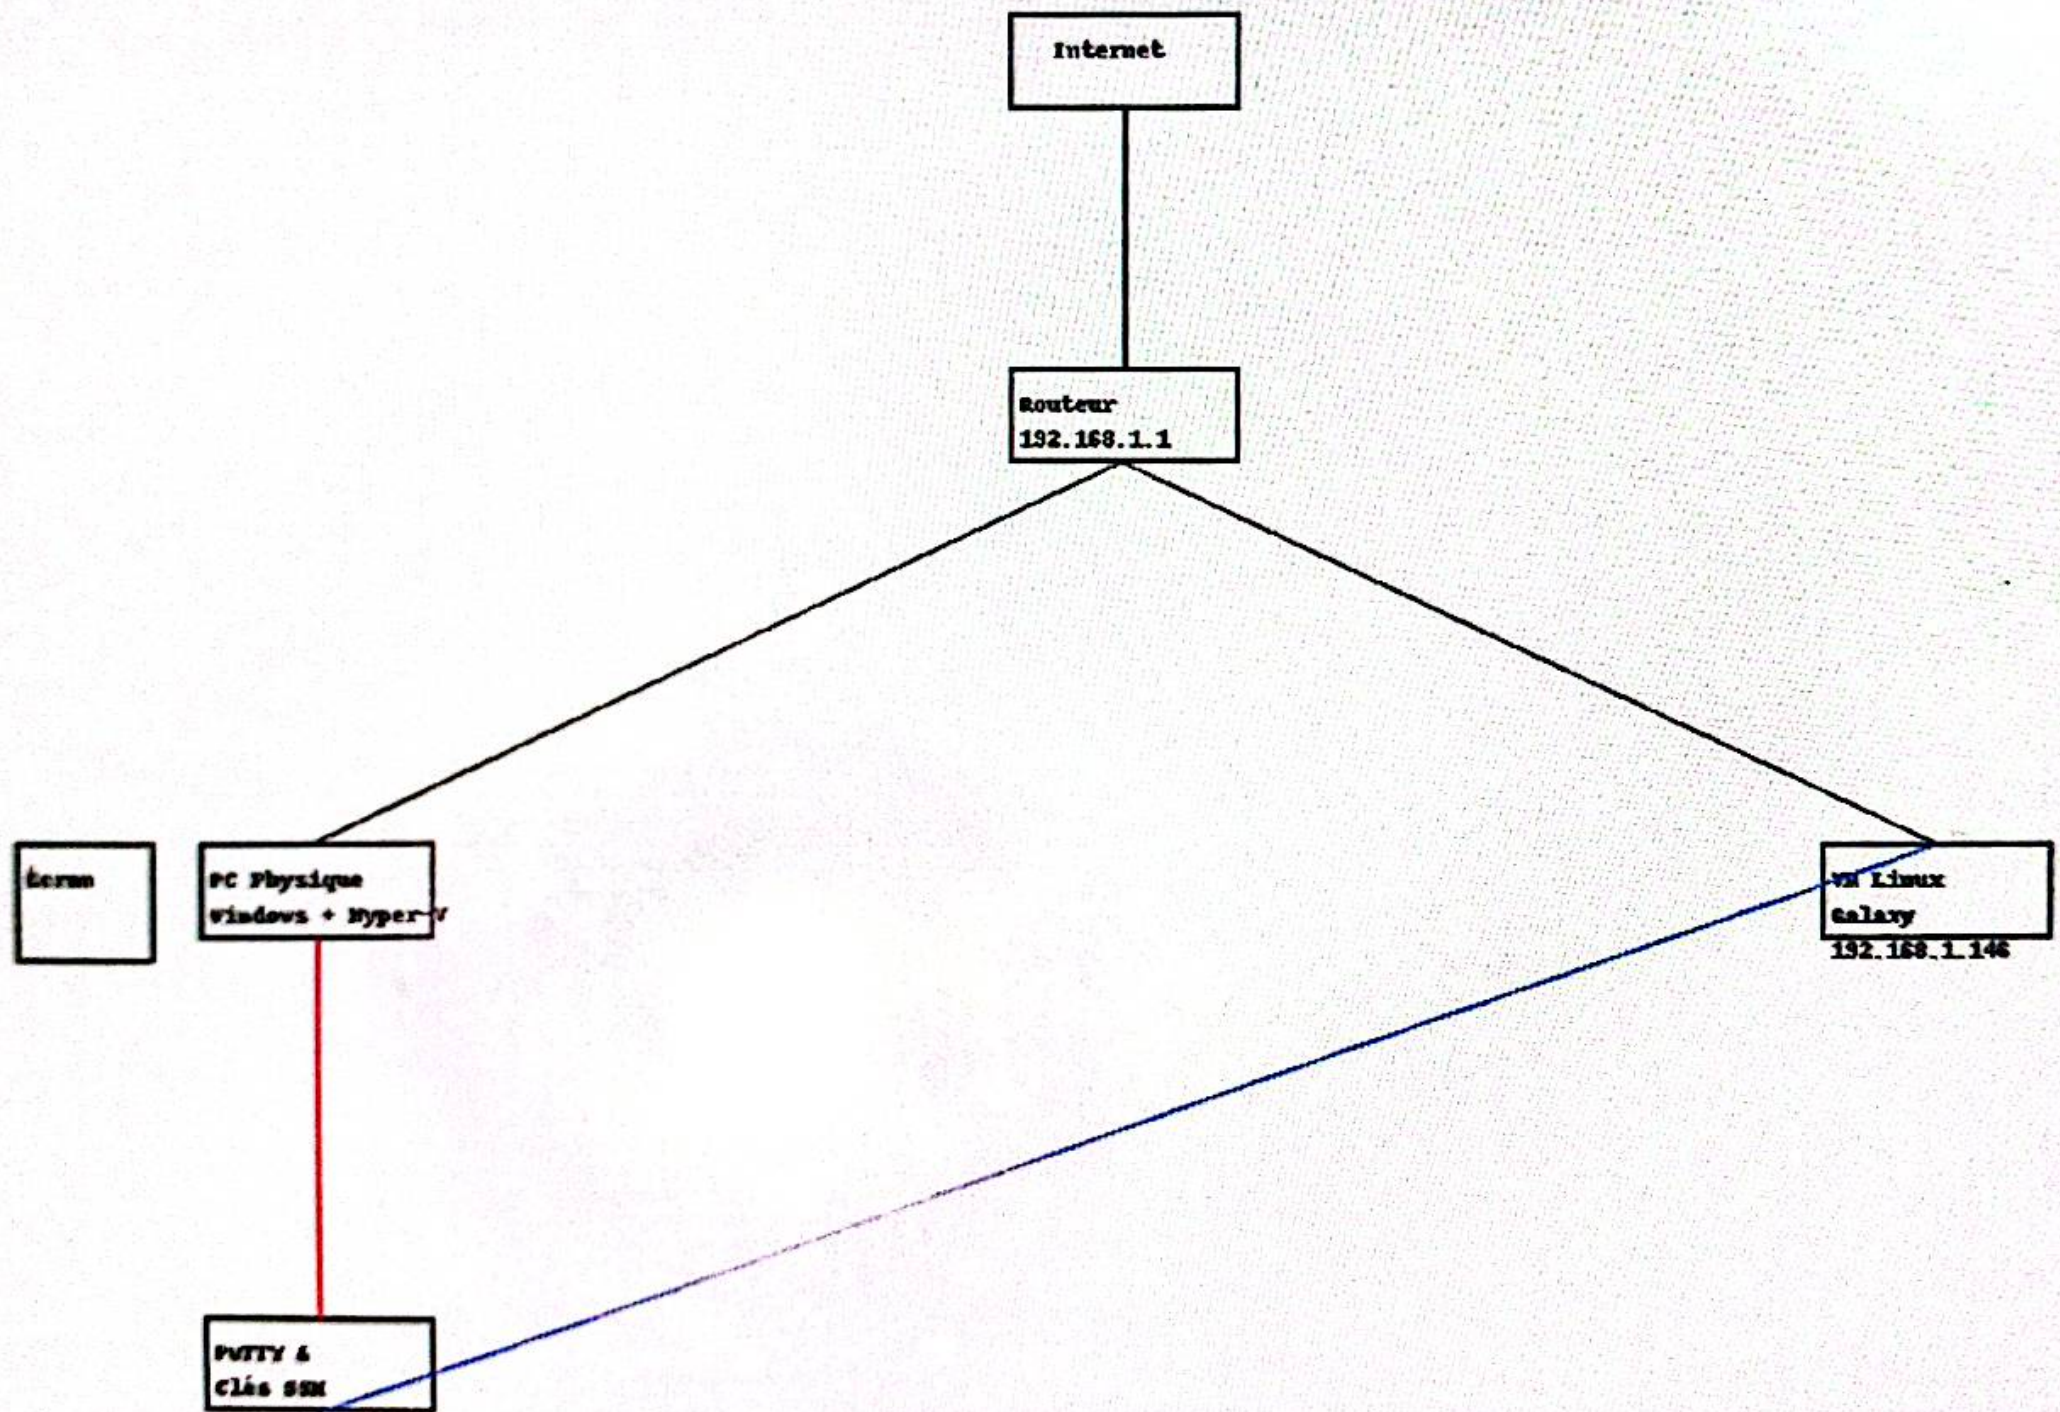 Internet
Routeur
192.168.1.1
Écran
PC Physique
Windows + Hyper-V
VM Linux
Galaxy
192.168.1.146
PuTTY &
Clés SSH